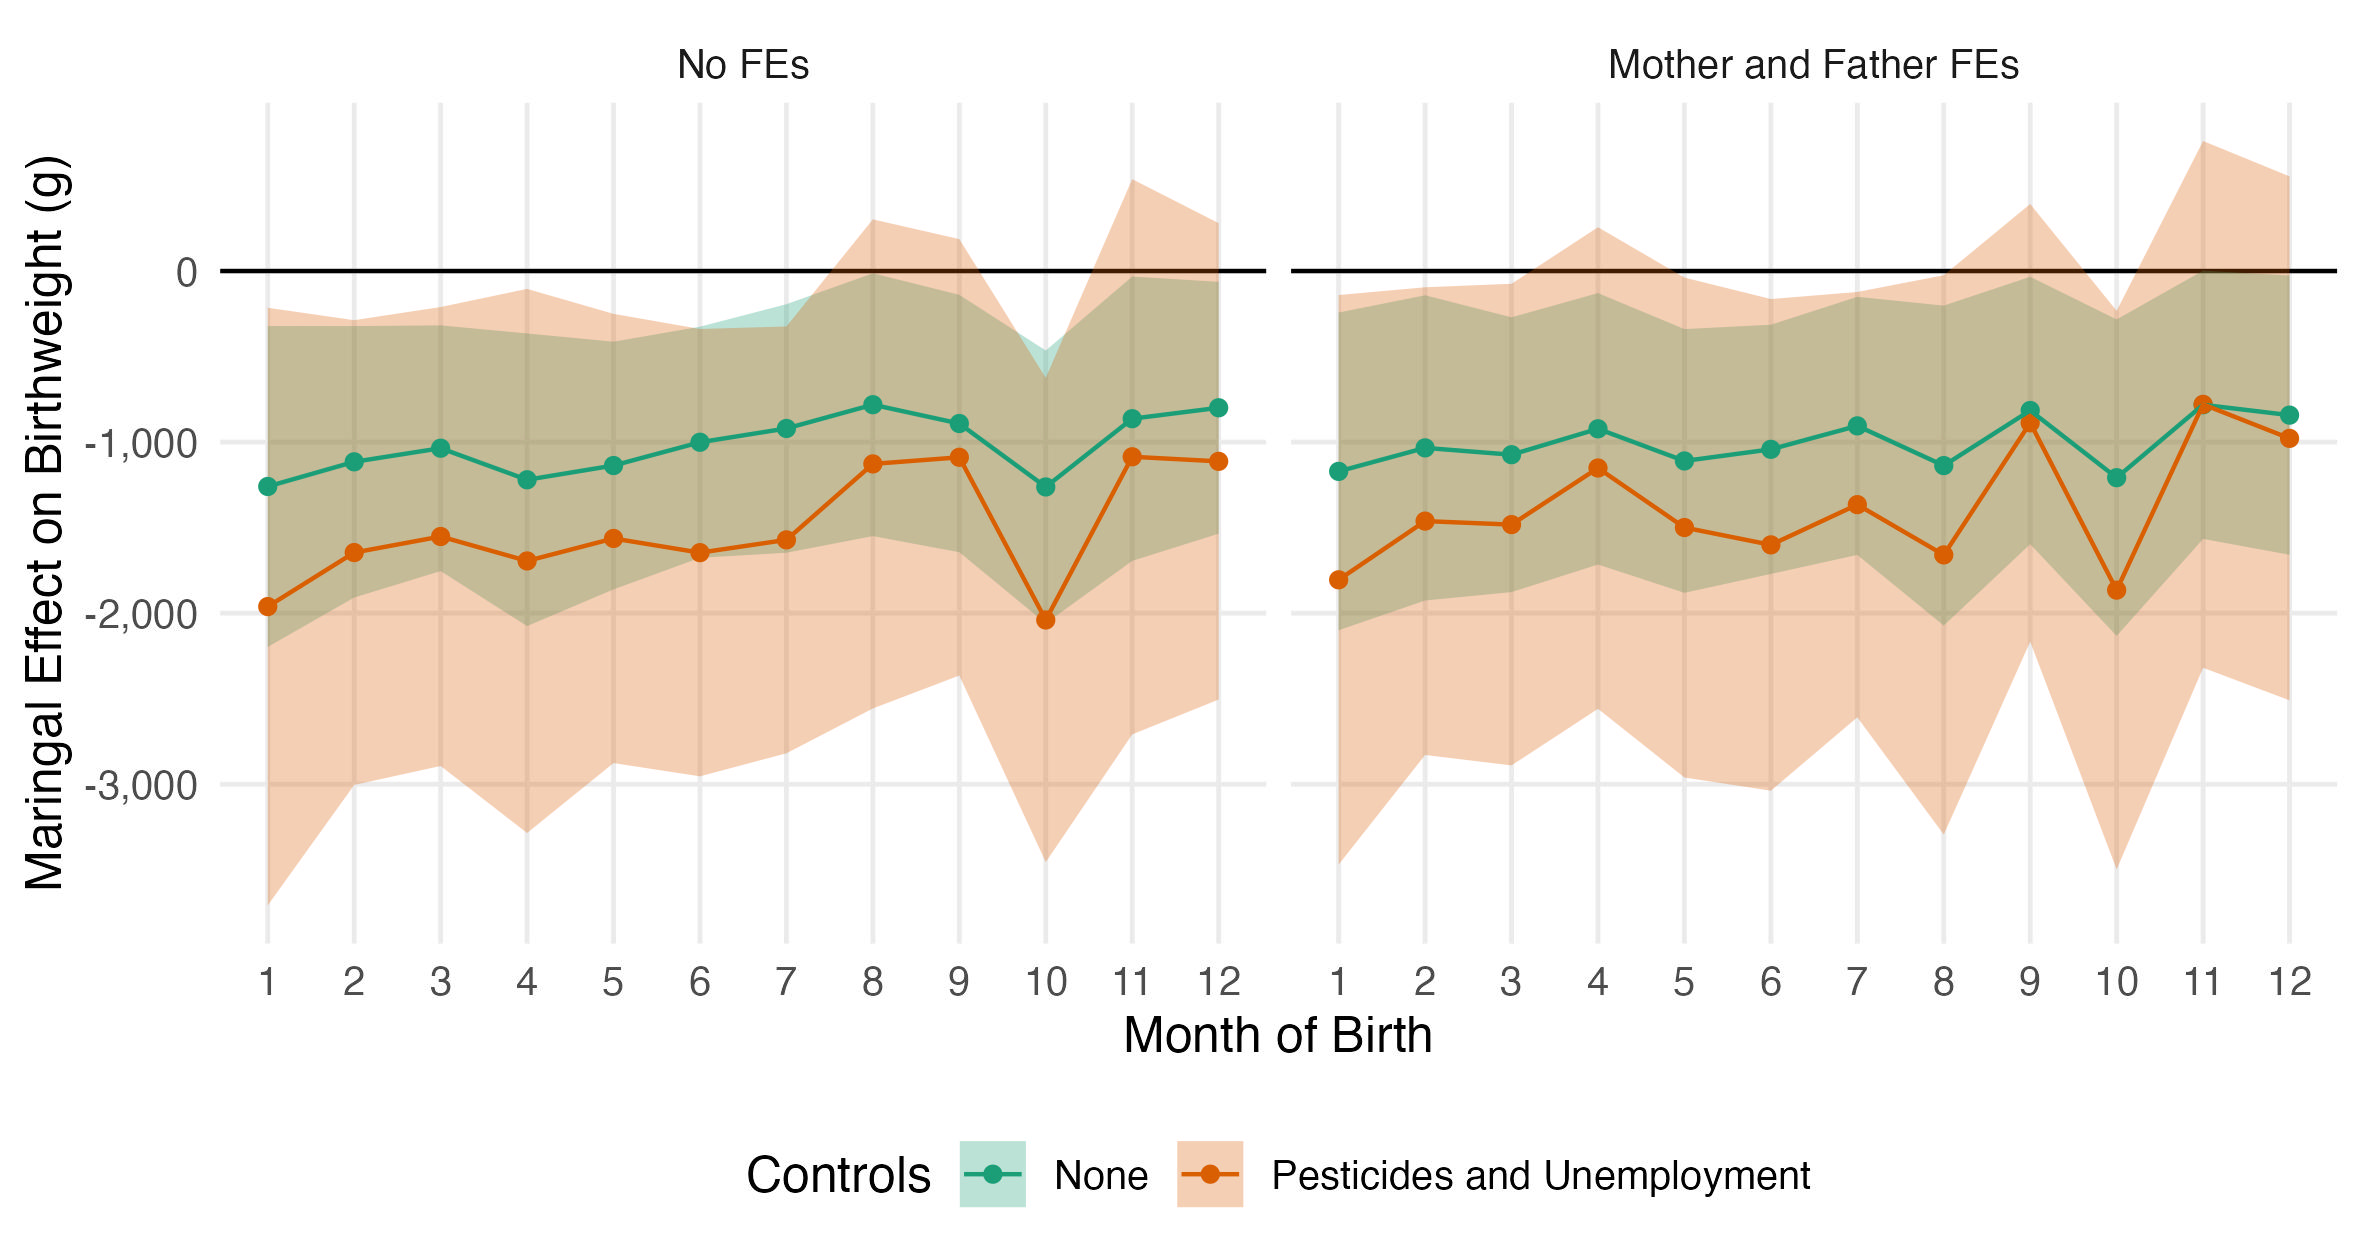 No FEs
Mother and Father FEs
Maringal Effect on Birthweight (g)
0
-1,000
-2,000
-3,000
1 2 3 4 5 6 7 8 9 10 11 12
1 2 3 4 5 6 7 8 9 10 11 12
Month of Birth
Controls None Pesticides and Unemployment